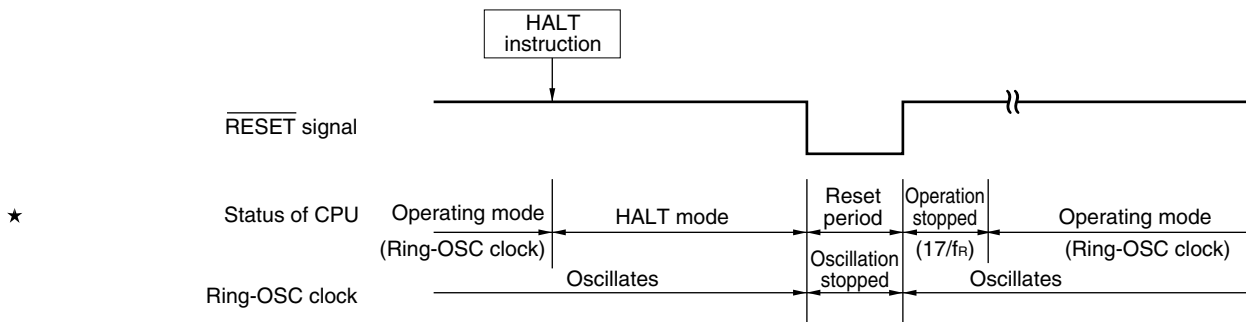 HALT
instruction
RESET signal
★ Status of CPU
Operating mode
(Ring-OSC clock)
HALT mode
Reset
period
Operation
stopped
(17/fR)
Operating mode
(Ring-OSC clock)
Ring-OSC clock
Oscillates
Oscillation
stopped
Oscillates